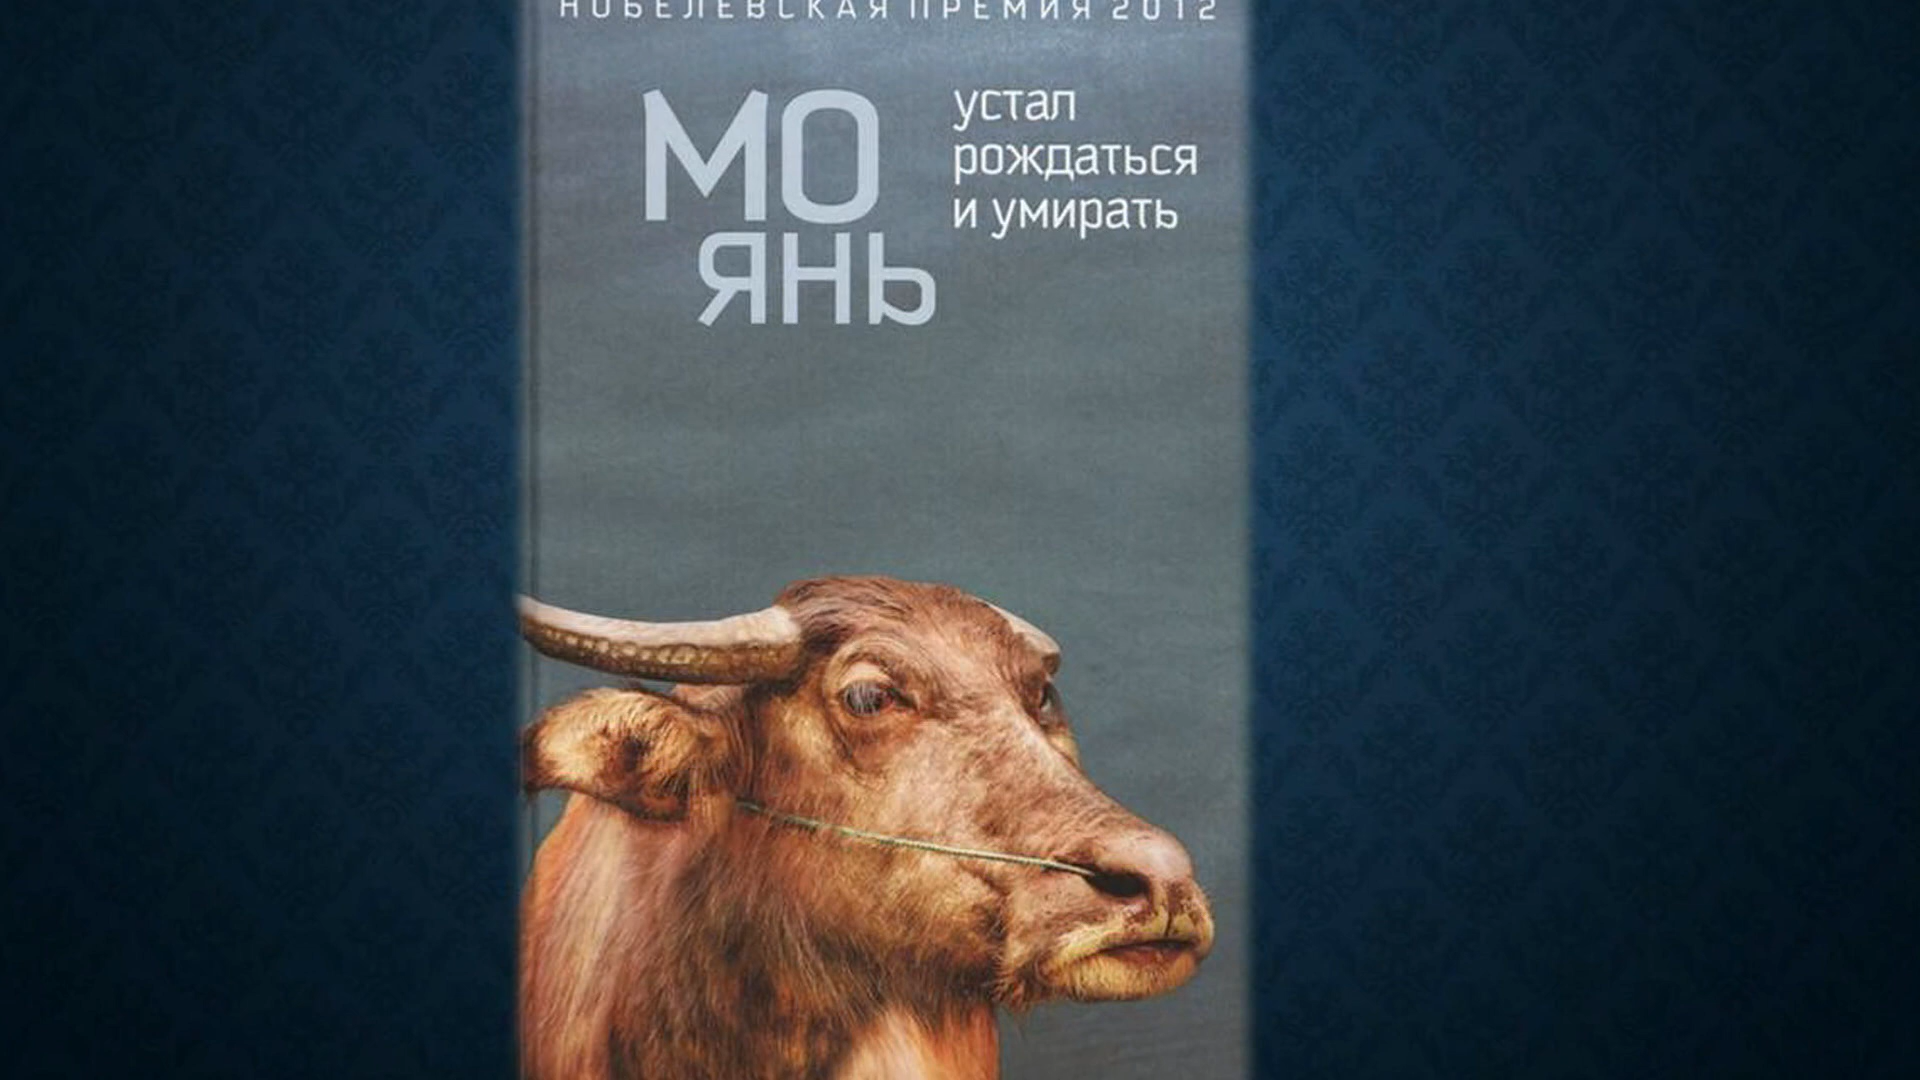 НОБЕЛЕВСКАЯ ПРЕМИЯ 2012
МО
ЯНЬ
устал
рождаться
и умирать